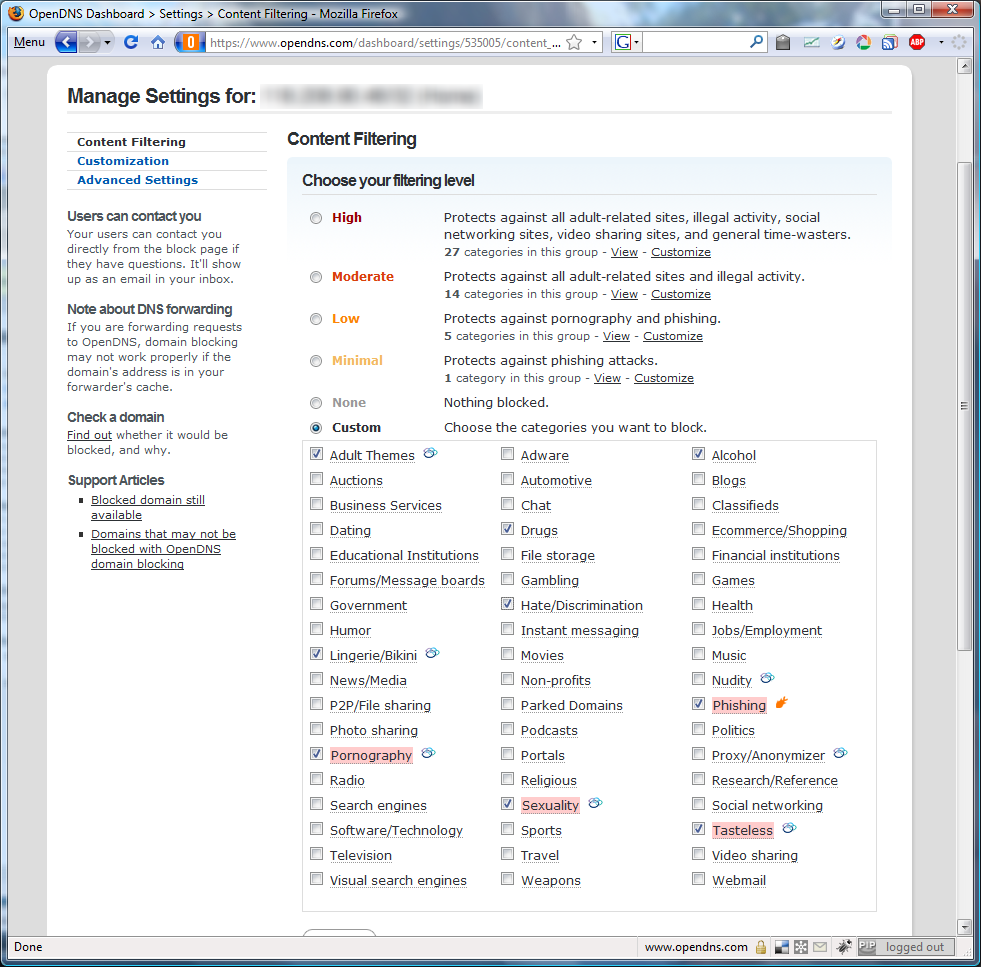 OpenDNS Dashboard > Settings > Content Filtering - Mozilla Firefox
Menu
https://www.opendns.com/dashboard/settings/535005/content_...
G
ABP
Manage Settings for:
Content Filtering
Customization
Advanced Settings
Users can contact you
Your users can contact you
directly from the block page if
they have questions. It'll show
up as an email in your inbox.
Note about DNS forwarding
If you are forwarding requests
to OpenDNS, domain blocking
may not work properly if the
domain's address is in your
forwarder's cache.
Check a domain
Find out whether it would be
blocked, and why.
Support Articles
Blocked domain still
available
Domains that may not be
blocked with OpenDNS
domain blocking
Content Filtering
Choose your filtering level
High Protects against all adult-related sites, illegal activity, social
networking sites, video sharing sites, and general time-wasters.
27 categories in this group - View - Customize
Moderate Protects against all adult-related sites and illegal activity.
14 categories in this group - View - Customize
Low Protects against pornography and phishing.
5 categories in this group - View - Customize
Minimal Protects against phishing attacks.
1 category in this group - View - Customize
None Nothing blocked.
Custom Choose the categories you want to block.
Adult Themes Adware Alcohol
Auctions Automotive Blogs
Business Services Chat Classifieds
Dating Drugs Ecommerce/Shopping
Educational Institutions File storage Financial institutions
Forums/Message boards Gambling Games
Government Hate/Discrimination Health
Humor Instant messaging Jobs/Employment
Lingerie/Bikini Movies Music
News/Media Non-profits Nudity
P2P/File sharing Parked Domains Phishing
Photo sharing Podcasts Politics
Pornography Portals Proxy/Anonymizer
Radio Religious Research/Reference
Search engines Sexuality Social networking
Software/Technology Sports Tasteless
Television Travel Video sharing
Visual search engines Weapons Webmail
Done www.opendns.com PIP logged out